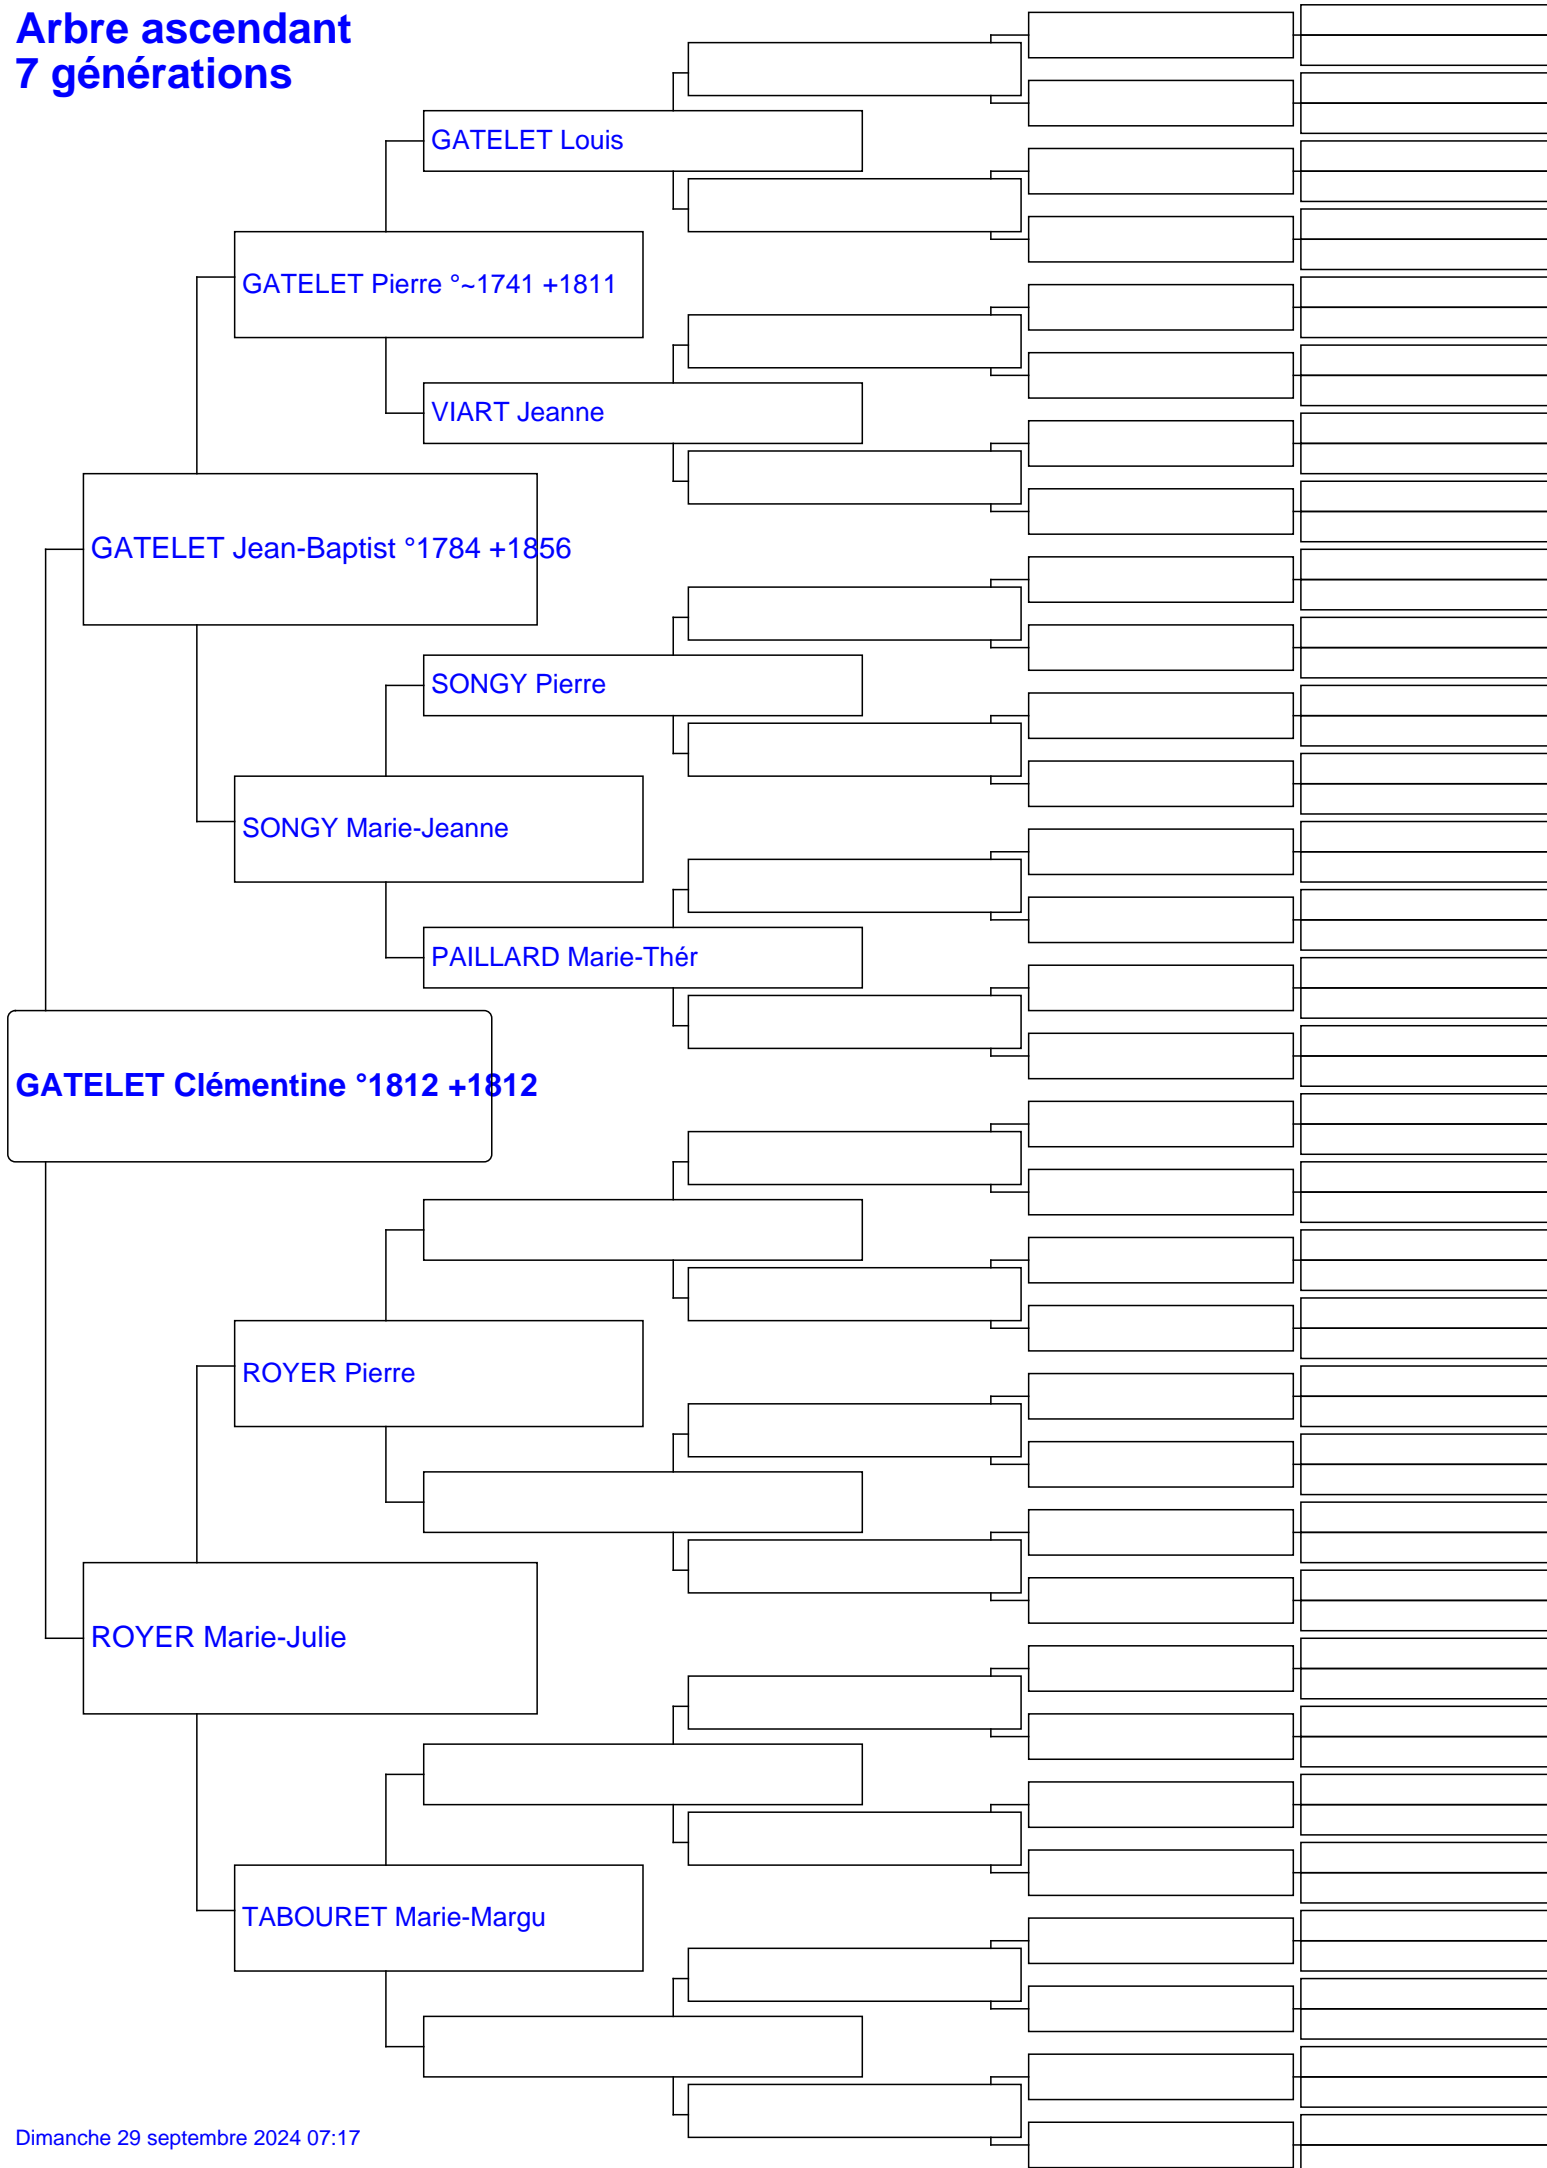 Arbre ascendant
7 générations
GATELET Louis
GATELET Pierre °~1741 +1811
VIART Jeanne
GATELET Jean-Baptist °1784 +1856
SONGY Pierre
SONGY Marie-Jeanne
PAILLARD Marie-Thér
GATELET Clémentine °1812 +1812
ROYER Pierre
ROYER Marie-Julie
TABOURET Marie-Margu
Dimanche 29 septembre 2024 07:17